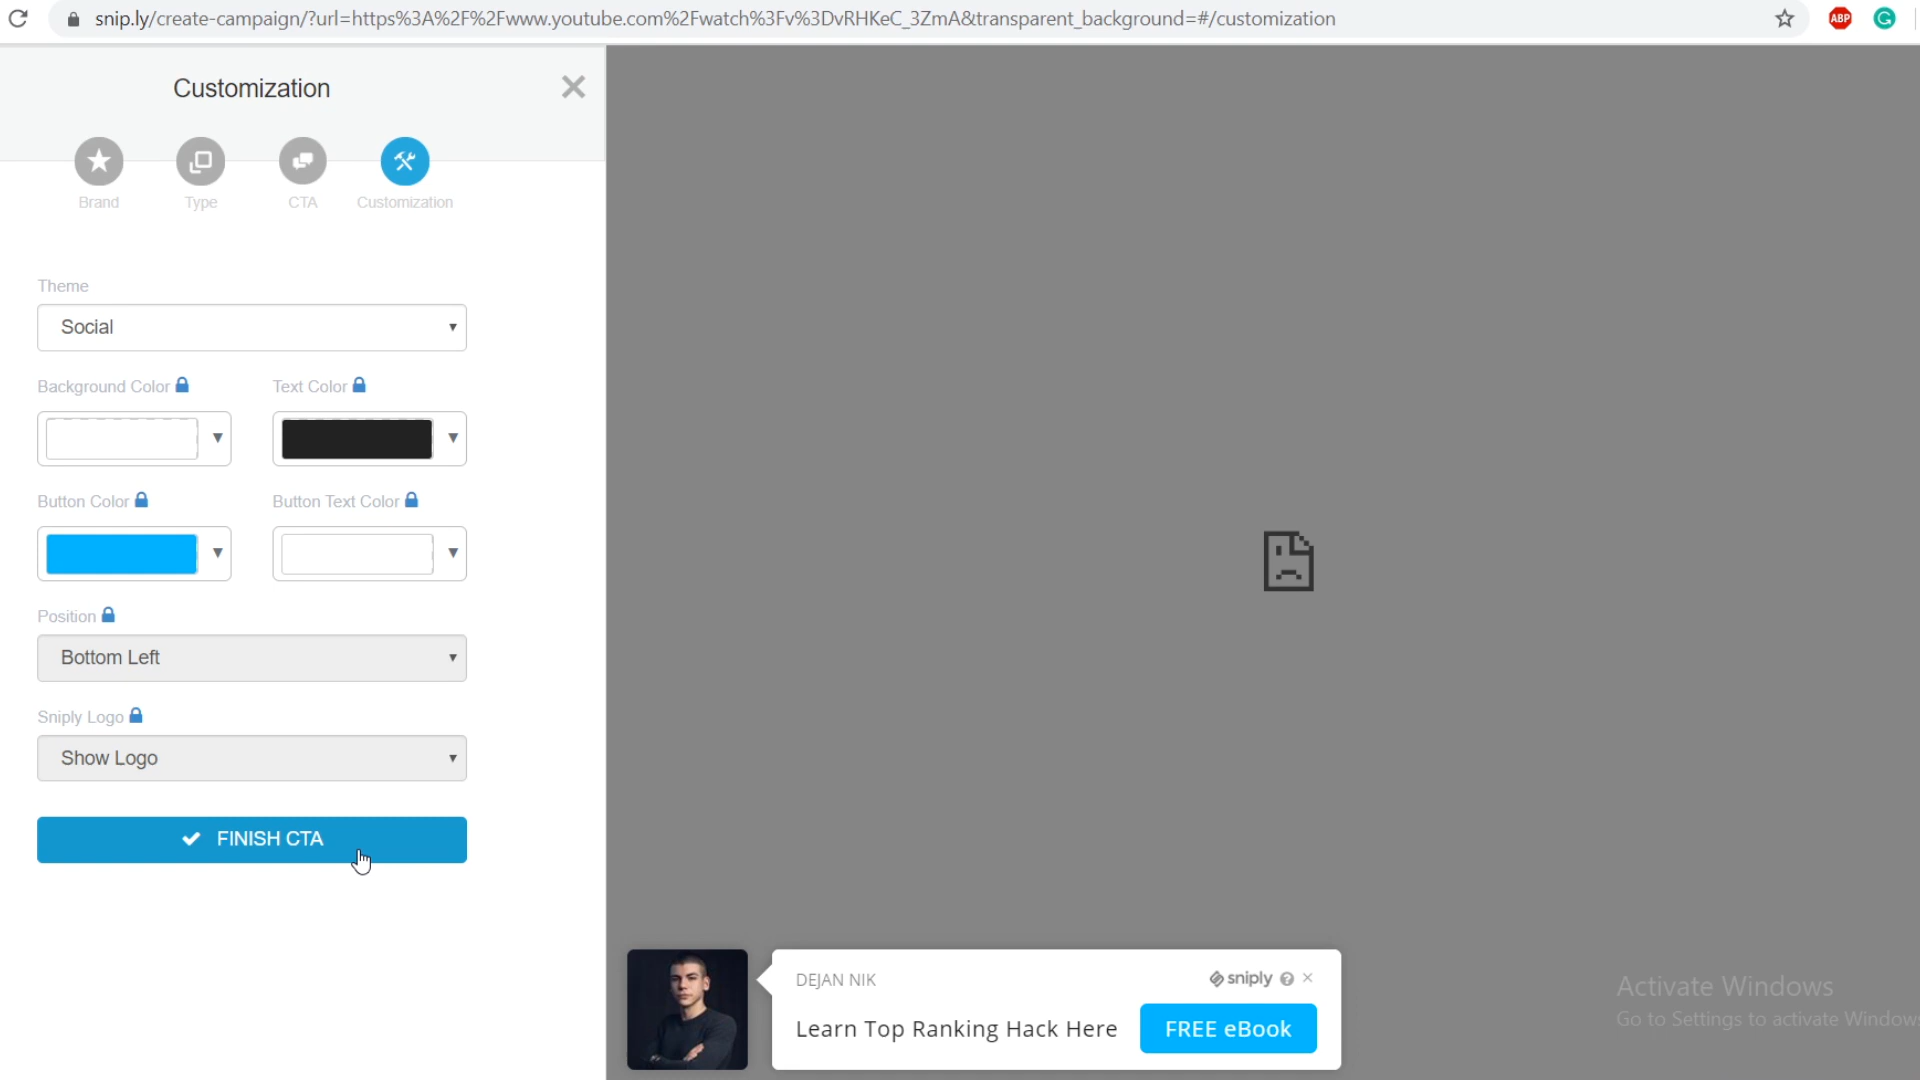 snip.ly/create-campaign/?url=https%3A%2F%2Fwww.youtube.com%2Fwatch%3Fv%3DvRHKeC_3ZmA&transparent_background=#/customization
ABP
Customization
Brand
Type
CTA
Customization
Theme
Social
Background Color
Text Color
Button Color
Button Text Color
Position
Bottom Left
Sniply Logo
Show Logo
FINISH CTA
DEJAN NIK
sniply
Learn Top Ranking Hack Here
FREE eBook
Activate Windows
Go to Settings to activate Windows